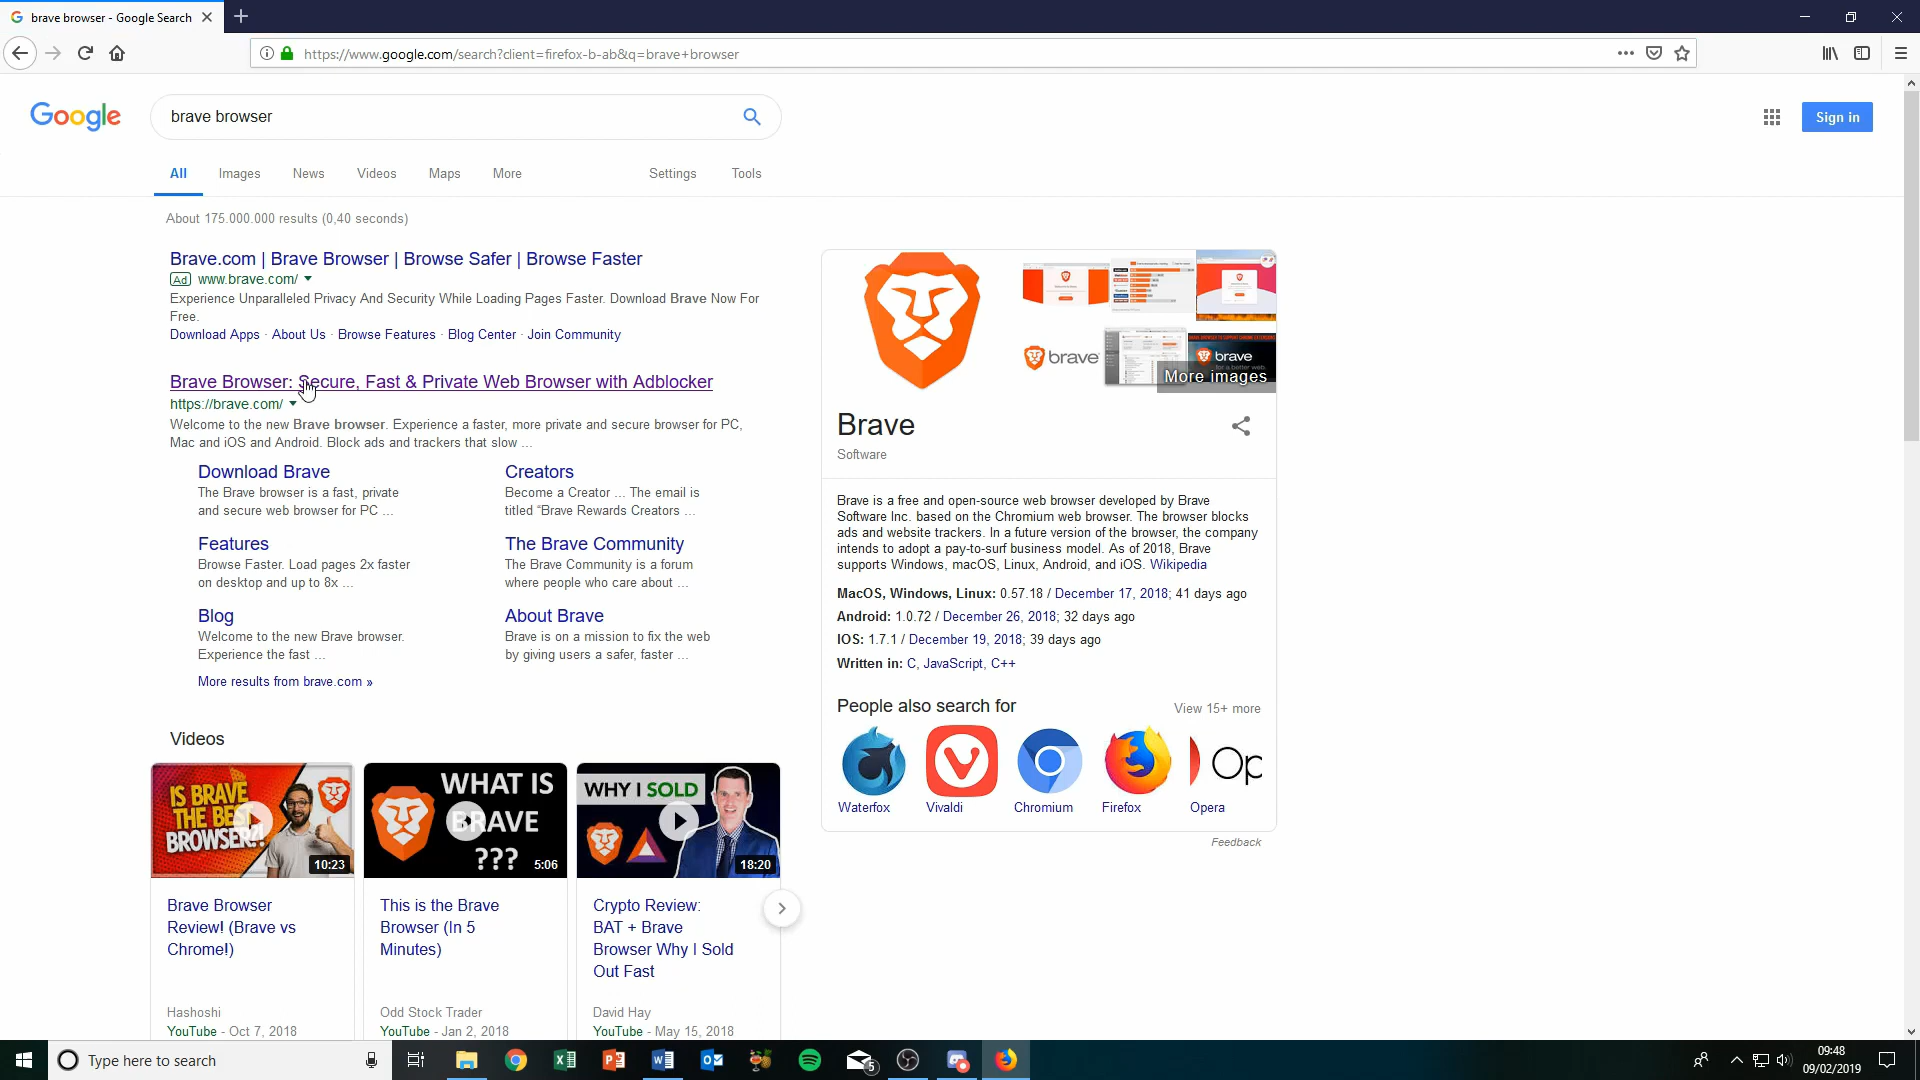 brave browser - Google Search
https://www.google.com/search?client=firefox-b-ab&q=brave+browser
Google
brave browser
Sign in
All
Images
News
Videos
Maps
More
Settings
Tools
About 175.000.000 results (0,40 seconds)
Brave.com | Brave Browser | Browse Safer | Browse Faster
Ad www.brave.com/
Experience Unparalleled Privacy And Security While Loading Pages Faster. Download Brave Now For
Free.
Download Apps · About Us · Browse Features · Blog Center · Join Community
Brave Browser: Secure, Fast & Private Web Browser with Adblocker
https://brave.com/
Welcome to the new Brave browser. Experience a faster, more private and secure browser for PC,
Mac and iOS and Android. Block ads and trackers that slow ...
Download Brave
The Brave browser is a fast, private
and secure web browser for PC ...
Creators
Become a Creator ... The email is
titled “Brave Rewards Creators ...
Features
Browse Faster. Load pages 2x faster
on desktop and up to 8x ...
The Brave Community
The Brave Community is a forum
where people who care about ...
Blog
Welcome to the new Brave browser.
Experience the fast ...
About Brave
Brave is on a mission to fix the web
by giving users a safer, faster ...
More results from brave.com »
Videos
IS BRAVE
THE BEST
BROWSER?!
10:23
Brave Browser
Review! (Brave vs
Chrome!)
Hashoshi
YouTube - Oct 7, 2018
WHAT IS
BRAVE
???
5:06
This is the Brave
Browser (In 5
Minutes)
Odd Stock Trader
YouTube - Jan 2, 2018
WHY I SOLD
18:20
Crypto Review:
BAT + Brave
Browser Why I Sold
Out Fast
David Hay
YouTube - May 15, 2018
brave
brave
More images
Brave
Software
Brave is a free and open-source web browser developed by Brave
Software Inc. based on the Chromium web browser. The browser blocks
ads and website trackers. In a future version of the browser, the company
intends to adopt a pay-to-surf business model. As of 2018, Brave
supports Windows, macOS, Linux, Android, and iOS. Wikipedia
MacOS, Windows, Linux: 0.57.18 / December 17, 2018; 41 days ago
Android: 1.0.72 / December 26, 2018; 32 days ago
IOS: 1.7.1 / December 19, 2018; 39 days ago
Written in: C, JavaScript, C++
People also search for
View 15+ more
Op
Waterfox
Vivaldi
Chromium
Firefox
Opera
Feedback
Type here to search
5
09:48
09/02/2019